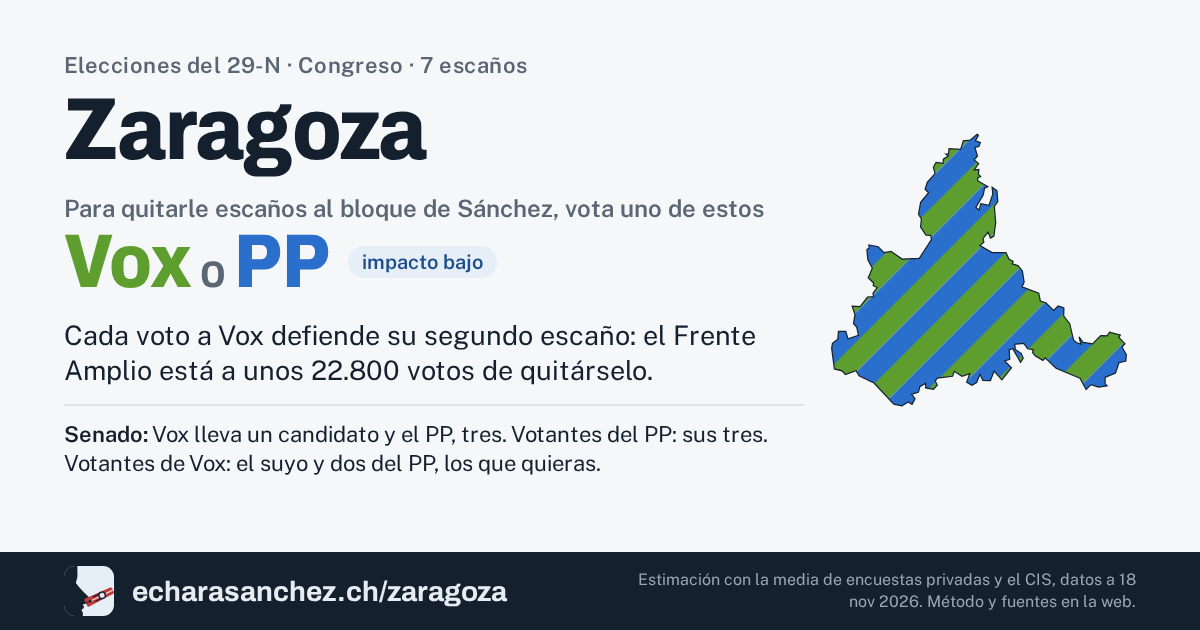 Elecciones del 29-N · Congreso · 7 escaños
Zaragoza
Para quitarle escaños al bloque de Sánchez, vota uno de estos
Vox o PP impacto bajo
Cada voto a Vox defiende su segundo escaño: el Frente
Amplio está a unos 22.800 votos de quitárselo.
Senado: Vox lleva un candidato y el PP, tres. Votantes del PP: sus tres.
Votantes de Vox: el suyo y dos del PP, los que quieras.
echarasanchez.ch/zaragoza
Estimación con la media de encuestas privadas y el CIS, datos a 18
nov 2026. Método y fuentes en la web.